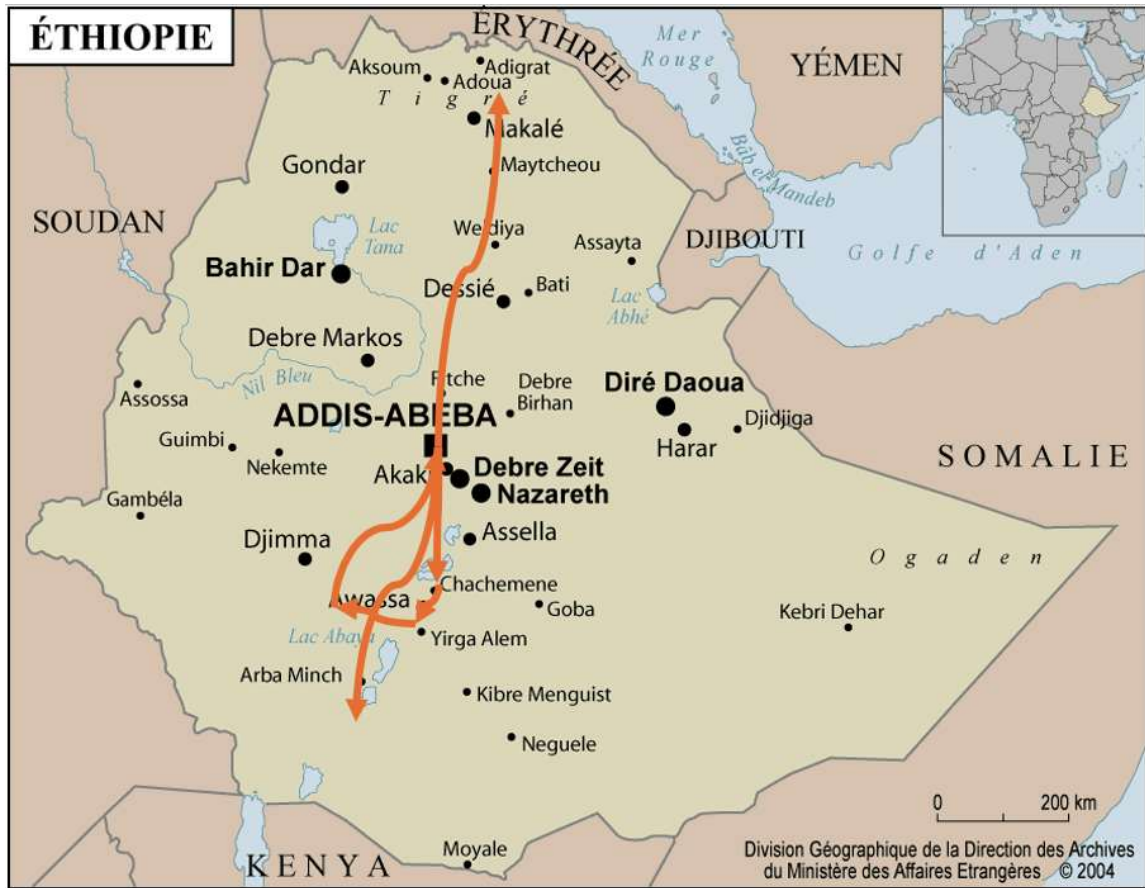 ÉTHIOPIE
ÉRYTHRÉE
Mer
Rouge
YÉMEN
Aksoum
Adigrat
Adoua
Tigré
Makalé
Maytcheou
Gondar
Bâb el Mandeb
SOUDAN
Lac
Tana
Weldiya
Assayta
DJIBOUTI
Golfe d'Aden
Bahir Dar
Dessié
Bati
Lac
Abhé
Debre Markos
Nil Bleu
Fitche
Debre
Birhan
Diré Daoua
Assossa
ADDIS-ABEBA
Djidjiga
Guimbi
Harar
Nekemte
Akak
Debre Zeit
Nazareth
SOMALIE
Gambéla
Djimma
Assella
Ogaden
Chachemene
Awassa
Goba
Kebri Dehar
Lac Abaya
Yirga Alem
Arba Minch
Kibre Menguist
Neguele
0 200 km
Moyale
KENYA
Division Géographique de la Direction des Archives
du Ministère des Affaires Etrangères © 2004